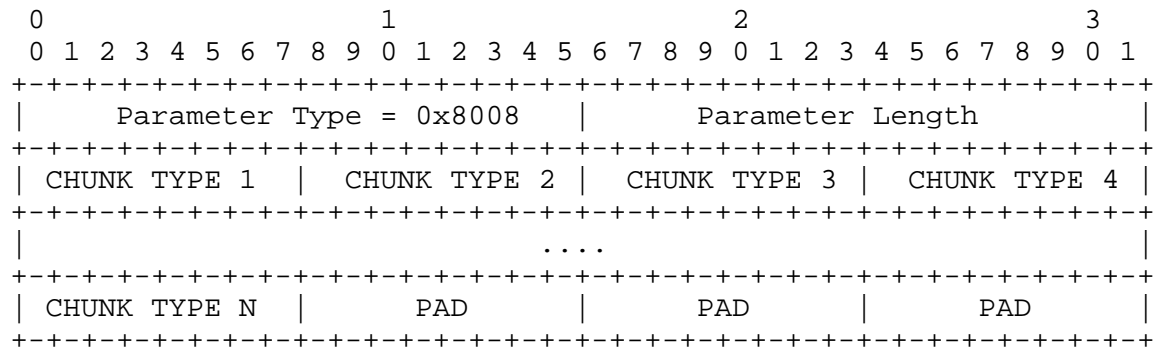 0                   1                   2                   3
 0 1 2 3 4 5 6 7 8 9 0 1 2 3 4 5 6 7 8 9 0 1 2 3 4 5 6 7 8 9 0 1
+-+-+-+-+-+-+-+-+-+-+-+-+-+-+-+-+-+-+-+-+-+-+-+-+-+-+-+-+-+-+-+-+
|     Parameter Type = 0x8008   |      Parameter Length         |
+-+-+-+-+-+-+-+-+-+-+-+-+-+-+-+-+-+-+-+-+-+-+-+-+-+-+-+-+-+-+-+-+
| CHUNK TYPE 1  |  CHUNK TYPE 2 |  CHUNK TYPE 3 |  CHUNK TYPE 4 |
+-+-+-+-+-+-+-+-+-+-+-+-+-+-+-+-+-+-+-+-+-+-+-+-+-+-+-+-+-+-+-+-+
|                             ....                              |
+-+-+-+-+-+-+-+-+-+-+-+-+-+-+-+-+-+-+-+-+-+-+-+-+-+-+-+-+-+-+-+-+
| CHUNK TYPE N  |      PAD      |      PAD      |      PAD      |
+-+-+-+-+-+-+-+-+-+-+-+-+-+-+-+-+-+-+-+-+-+-+-+-+-+-+-+-+-+-+-+-+